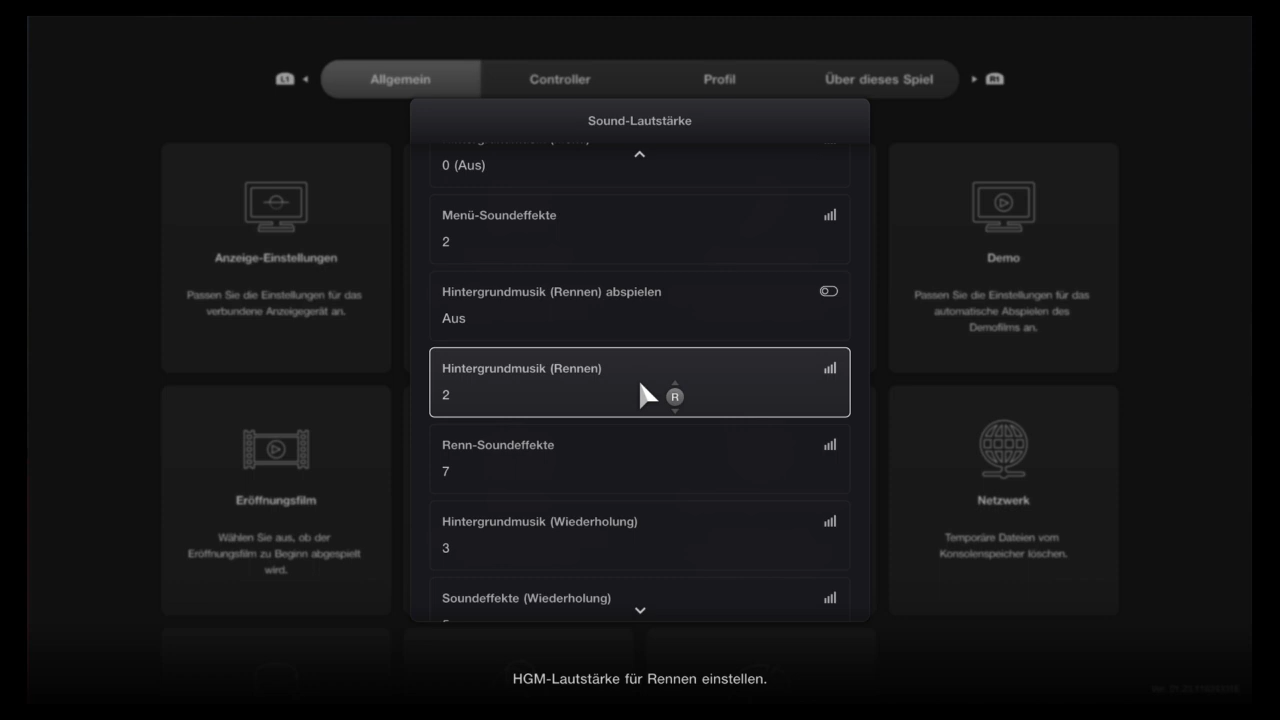 L1
Allgemein
Controller
Profil
Über dieses Spiel
R1
Sound-Lautstärke
0 (Aus)
Menü-Soundeffekte
2
Hintergrundmusik (Rennen) abspielen
Aus
Hintergrundmusik (Rennen)
2
R
Renn-Soundeffekte
7
Hintergrundmusik (Wiederholung)
3
Soundeffekte (Wiederholung)
Anzeige-Einstellungen
Passen Sie die Einstellungen für das
verbundene Anzeigegerät an.
Demo
Passen Sie die Einstellungen für das
automatische Abspielen des
Demofilms an.
Eröffnungsfilm
Wählen Sie aus, ob der
Eröffnungsfilm zu Beginn abgespielt
wird.
Netzwerk
Temporäre Dateien vom
Konsolenspeicher löschen.
HGM-Lautstärke für Rennen einstellen.